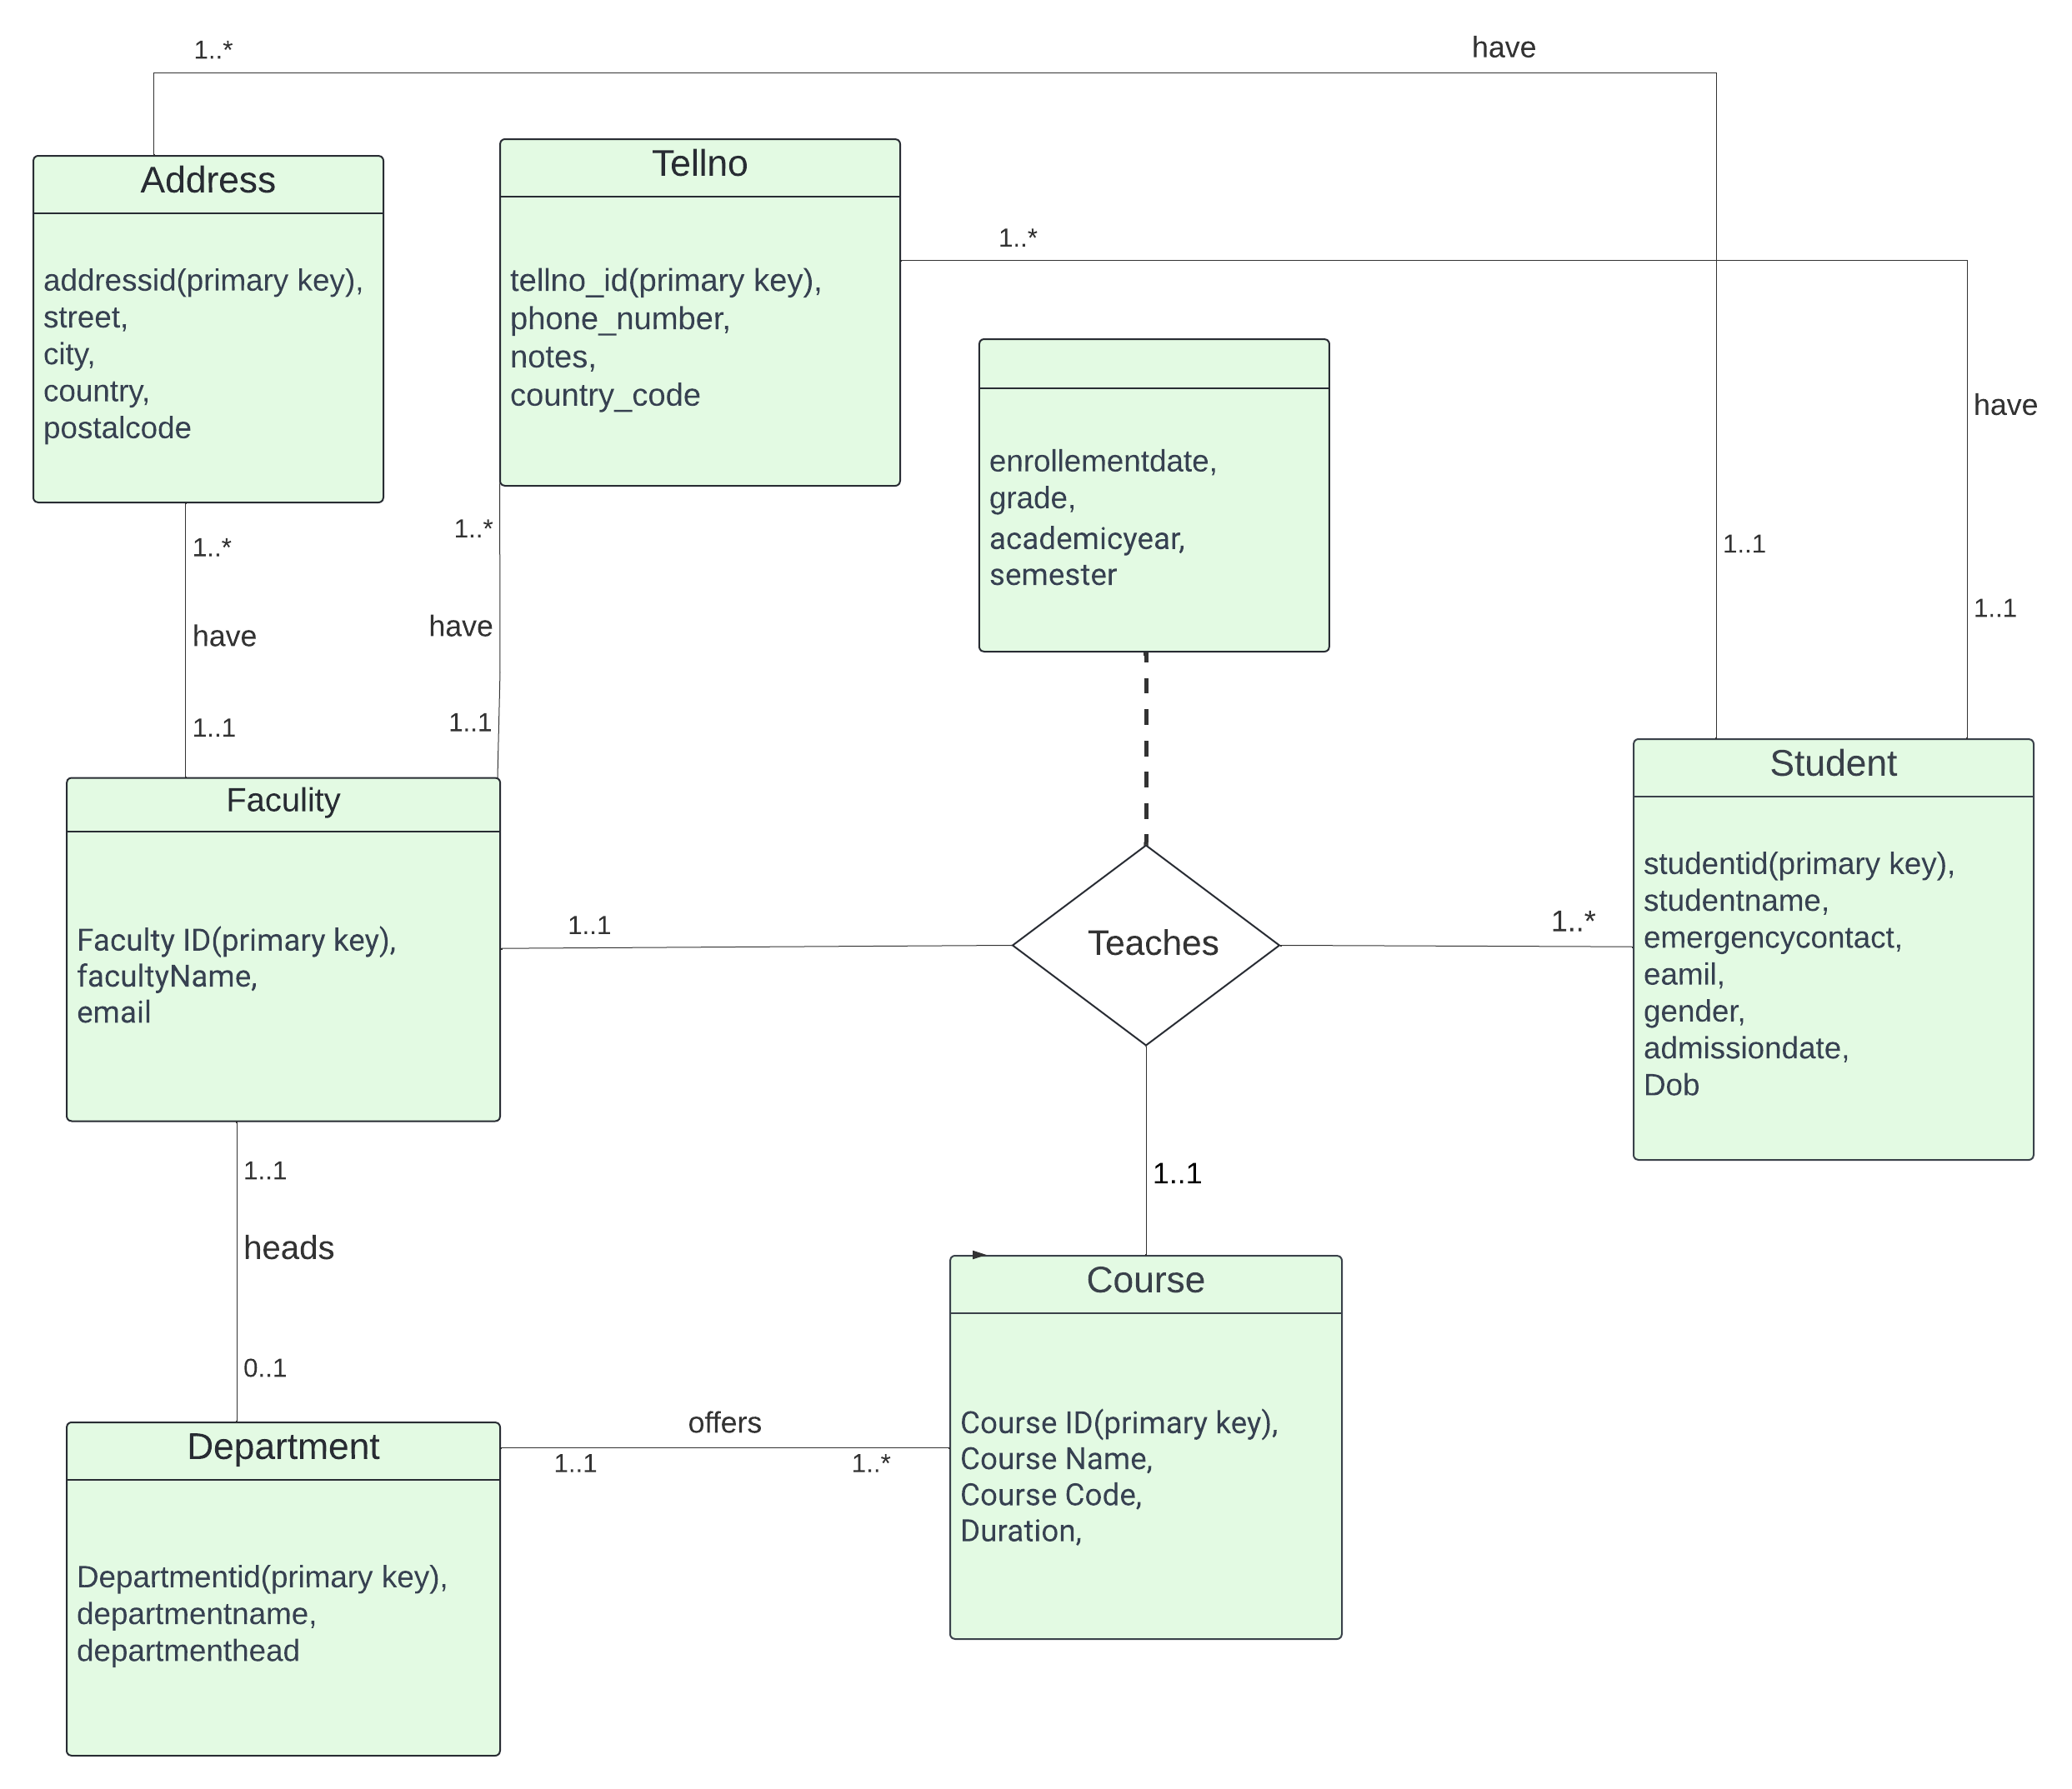 1..*
have
Address
addressid(primary key),
street,
city,
country,
postalcode
Tellno
tellno_id(primary key),
phone_number,
notes,
country_code
1..*
have
enrollementdate,
grade,
academicyear,
semester
1..*
have
1..1
1..*
have
1..1
1..1
1..1
Faculity
Faculty ID(primary key),
facultyName,
email
1..1
Teaches
1..*
Student
studentid(primary key),
studentname,
emergencycontact,
eamil,
gender,
admissiondate,
Dob
1..1
heads
0..1
1..1
Course
Course ID(primary key),
Course Name,
Course Code,
Duration,
offers
1..1
1..*
Department
Departmentid(primary key),
departmentname,
departmenthead